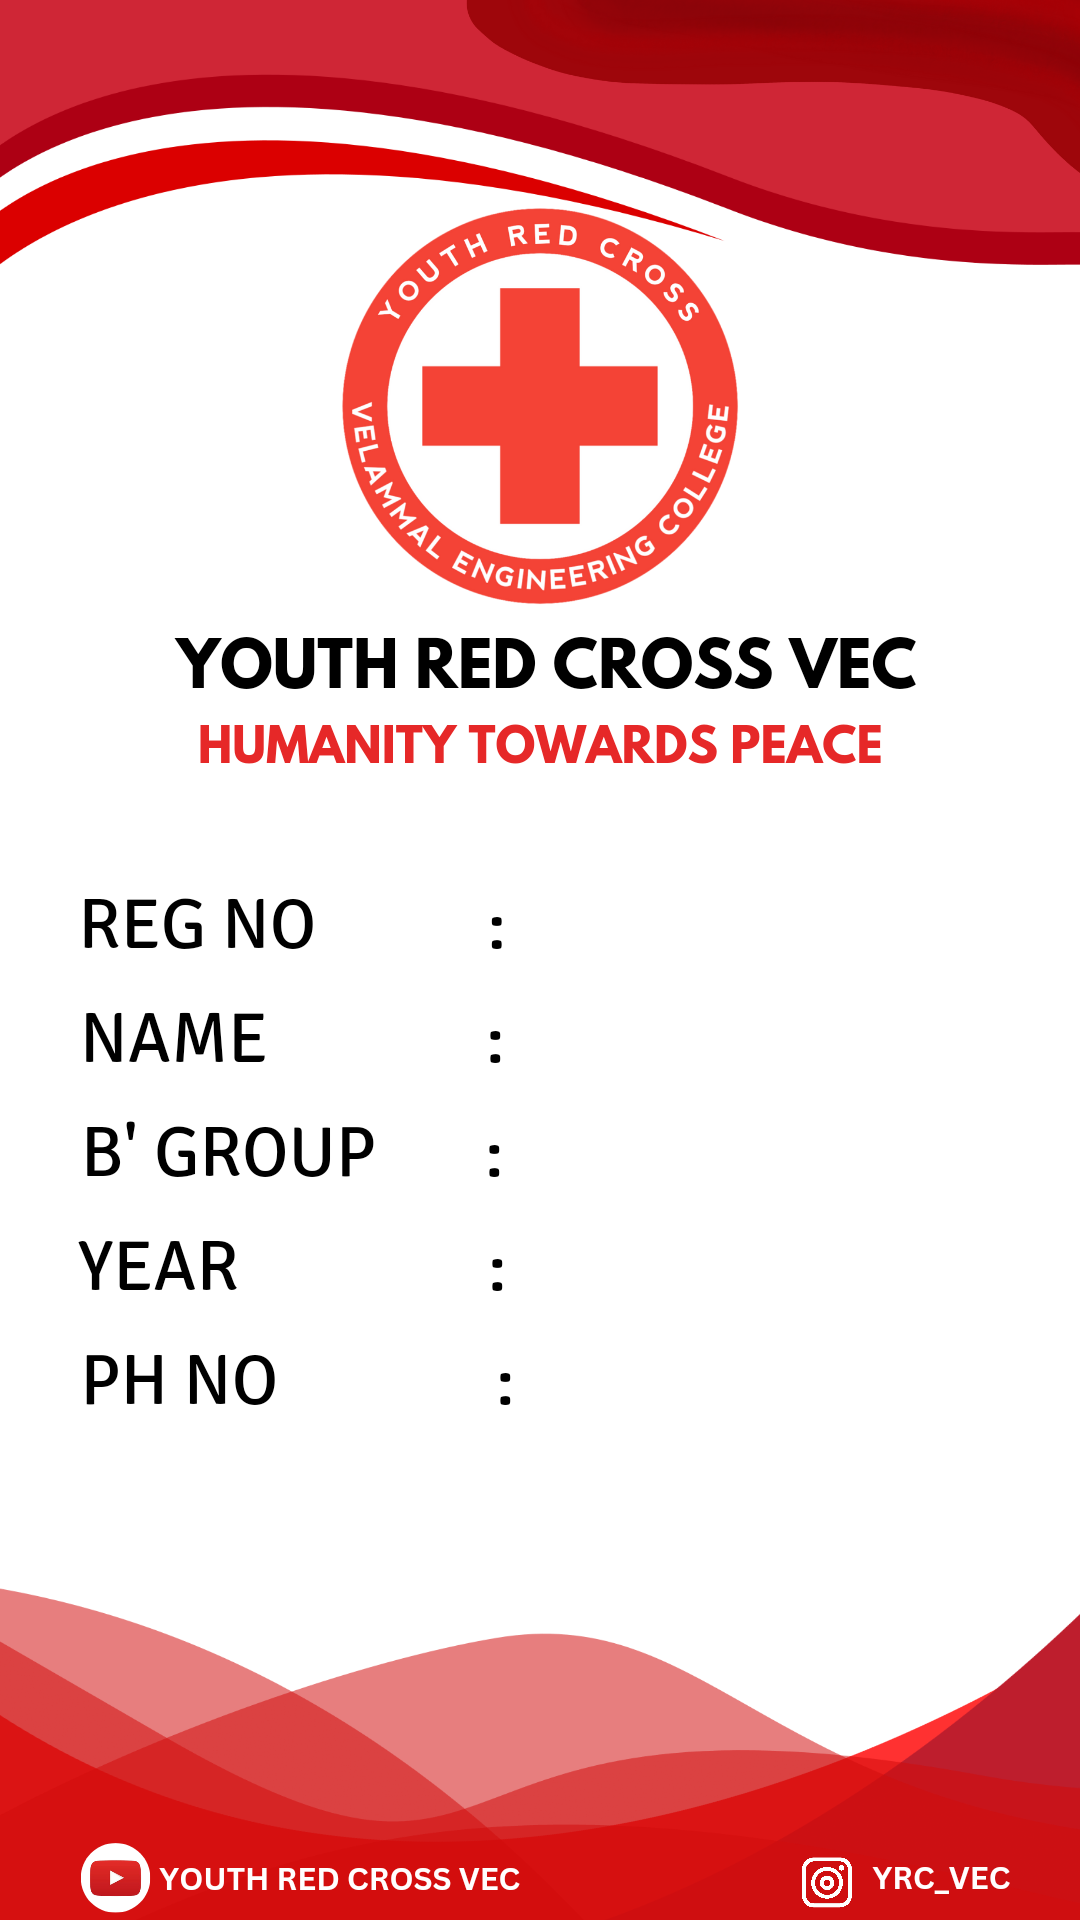 YOUTH RED CROSS
VELAMMAL ENGINEERING COLLEGE
YOUTH RED CROSS VEC
HUMANITY TOWARDS PEACE
REG NO :
NAME :
B' GROUP :
YEAR :
PH NO :
YOUTH RED CROSS VEC
YRC_VEC